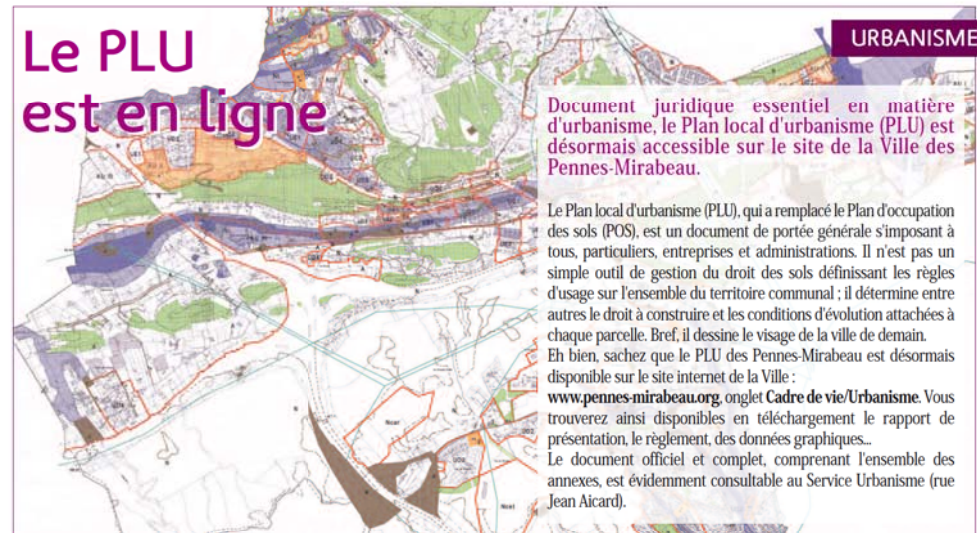 Le PLU
est en ligne
URBANISME
Document juridique essentiel en matière
d'urbanisme, le Plan local d'urbanisme (PLU) est
désormais accessible sur le site de la Ville des
Pennes-Mirabeau.
Le Plan local d'urbanisme (PLU), qui a remplacé le Plan d'occupation
des sols (POS), est un document de portée générale s'imposant à
tous, particuliers, entreprises et administrations. Il n'est pas un
simple outil de gestion du droit des sols définissant les règles
d'usage sur l'ensemble du territoire communal ; il détermine entre
autres le droit à construire et les conditions d'évolution attachées à
chaque parcelle. Bref, il dessine le visage de la ville de demain.
Eh bien, sachez que le PLU des Pennes-Mirabeau est désormais
disponible sur le site internet de la Ville :
www.pennes-mirabeau.org, onglet Cadre de vie/Urbanisme. Vous
trouverez ainsi disponibles en téléchargement le rapport de
présentation, le règlement, des données graphiques...
Le document officiel et complet, comprenant l'ensemble des
annexes, est évidemment consultable au Service Urbanisme (rue
Jean Aicard).